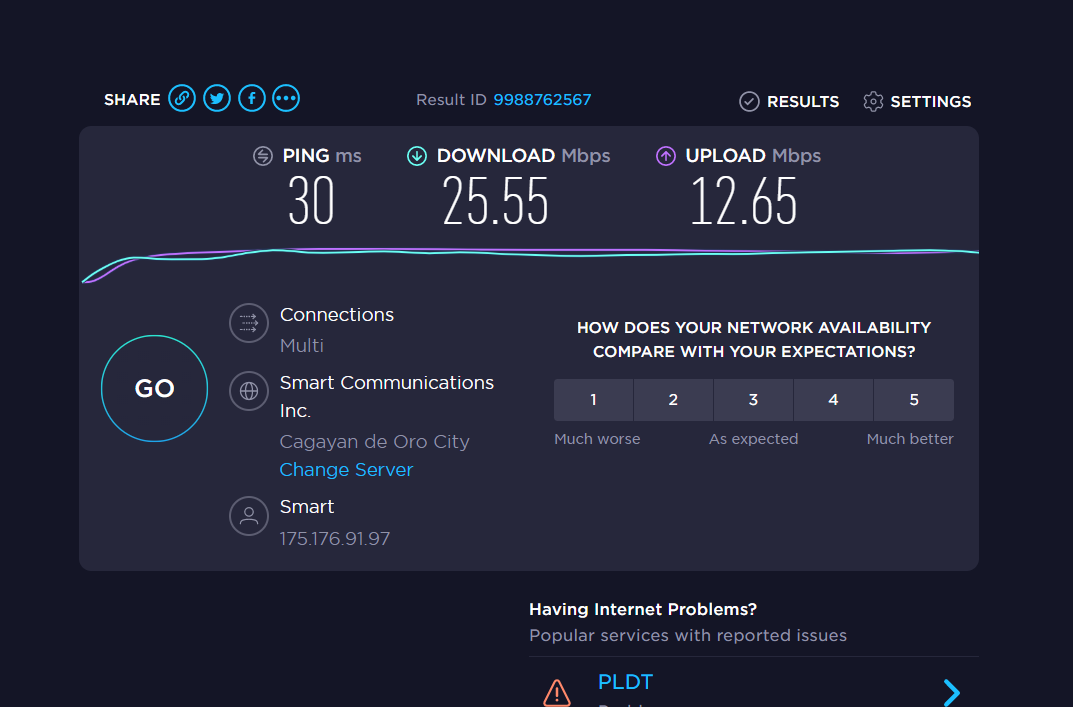 SHARE
Result ID 9988762567
RESULTS
SETTINGS
PING ms
DOWNLOAD Mbps
UPLOAD Mbps
30
25.55
12.65
GO
Connections
Multi
Smart Communications
Inc.
Cagayan de Oro City
Change Server
Smart
175.176.91.97
HOW DOES YOUR NETWORK AVAILABILITY
COMPARE WITH YOUR EXPECTATIONS?
1 2 3 4 5
Much worse As expected Much better
Having Internet Problems?
Popular services with reported issues
PLDT